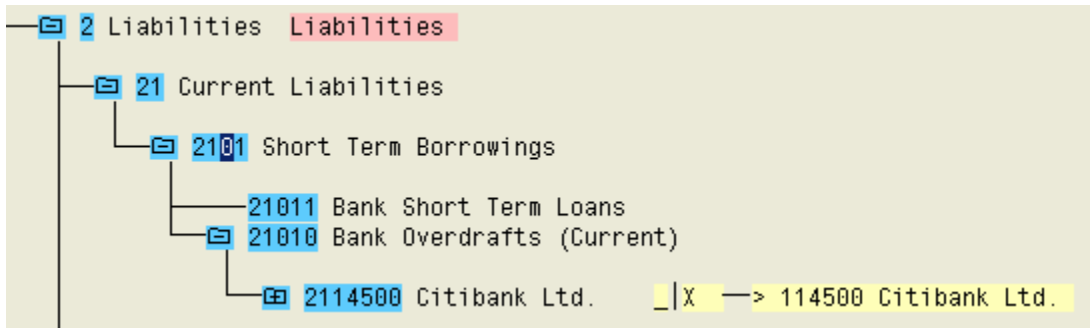 2 Liabilities Liabilities
21 Current Liabilities
2101 Short Term Borrowings
21011 Bank Short Term Loans
21010 Bank Overdrafts (Current)
2114500 Citibank Ltd. _|X —> 114500 Citibank Ltd.